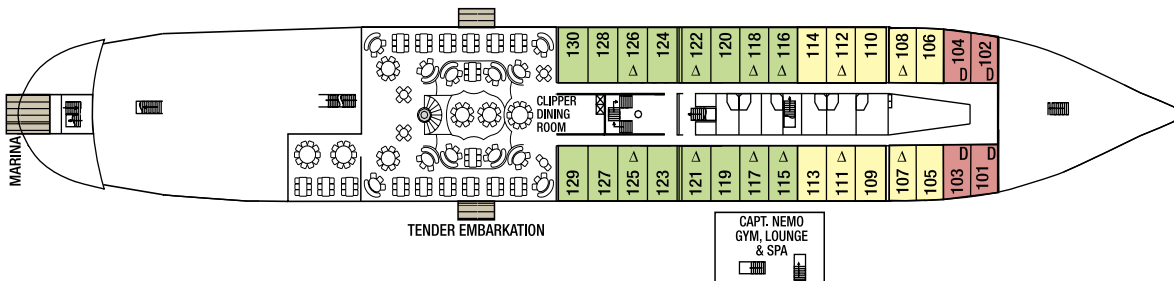 130 128 126 124 122 120 118 116 114 112 110 108 106 104 102
Δ Δ Δ Δ Δ Δ D D
CLIPPER
DINING
ROOM
MARINA
Δ Δ Δ Δ Δ Δ D D
129 127 125 123 121 119 117 115 113 111 109 107 105 103 101
TENDER EMBARKATION
CAPT. NEMO
GYM, LOUNGE
& SPA